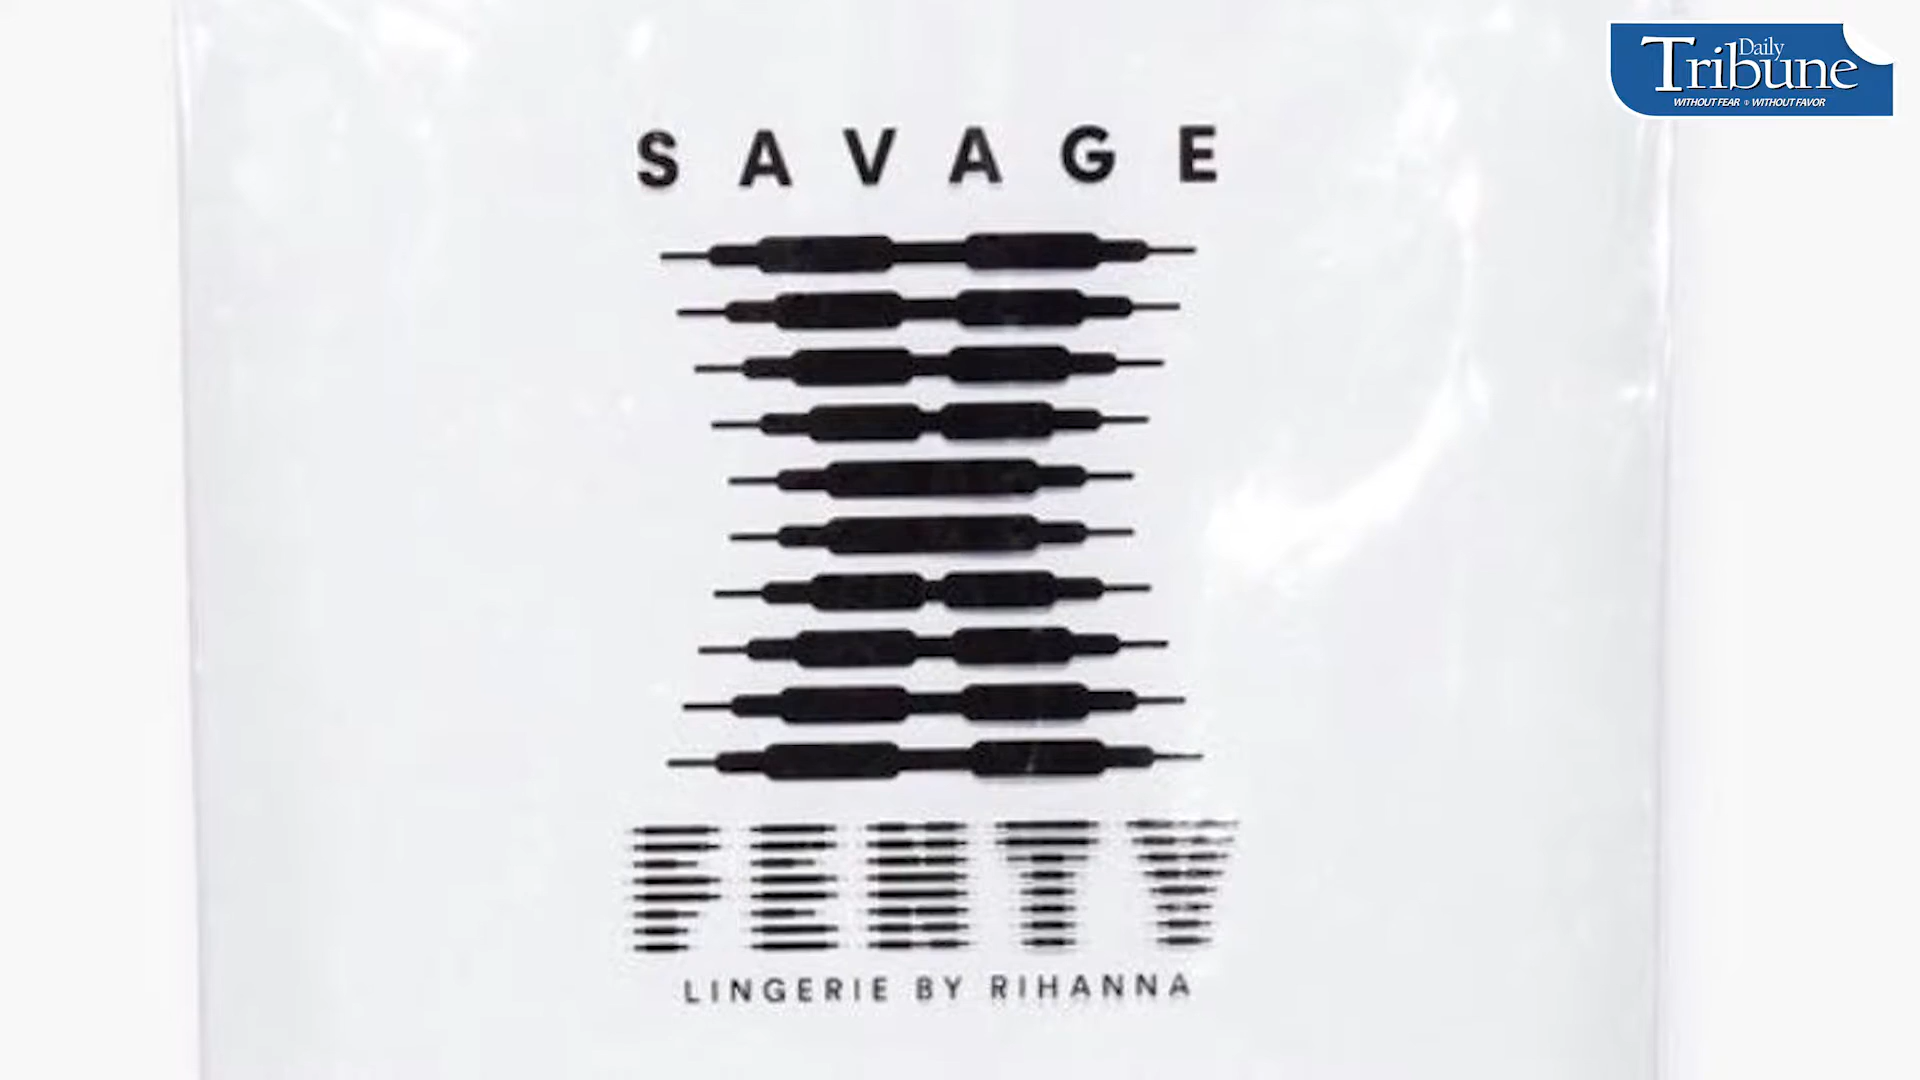 Daily
Tribune
WITHOUT FEAR • WITHOUT FAVOR
SAVAGE
X
FENTY
LINGERIE BY RIHANNA